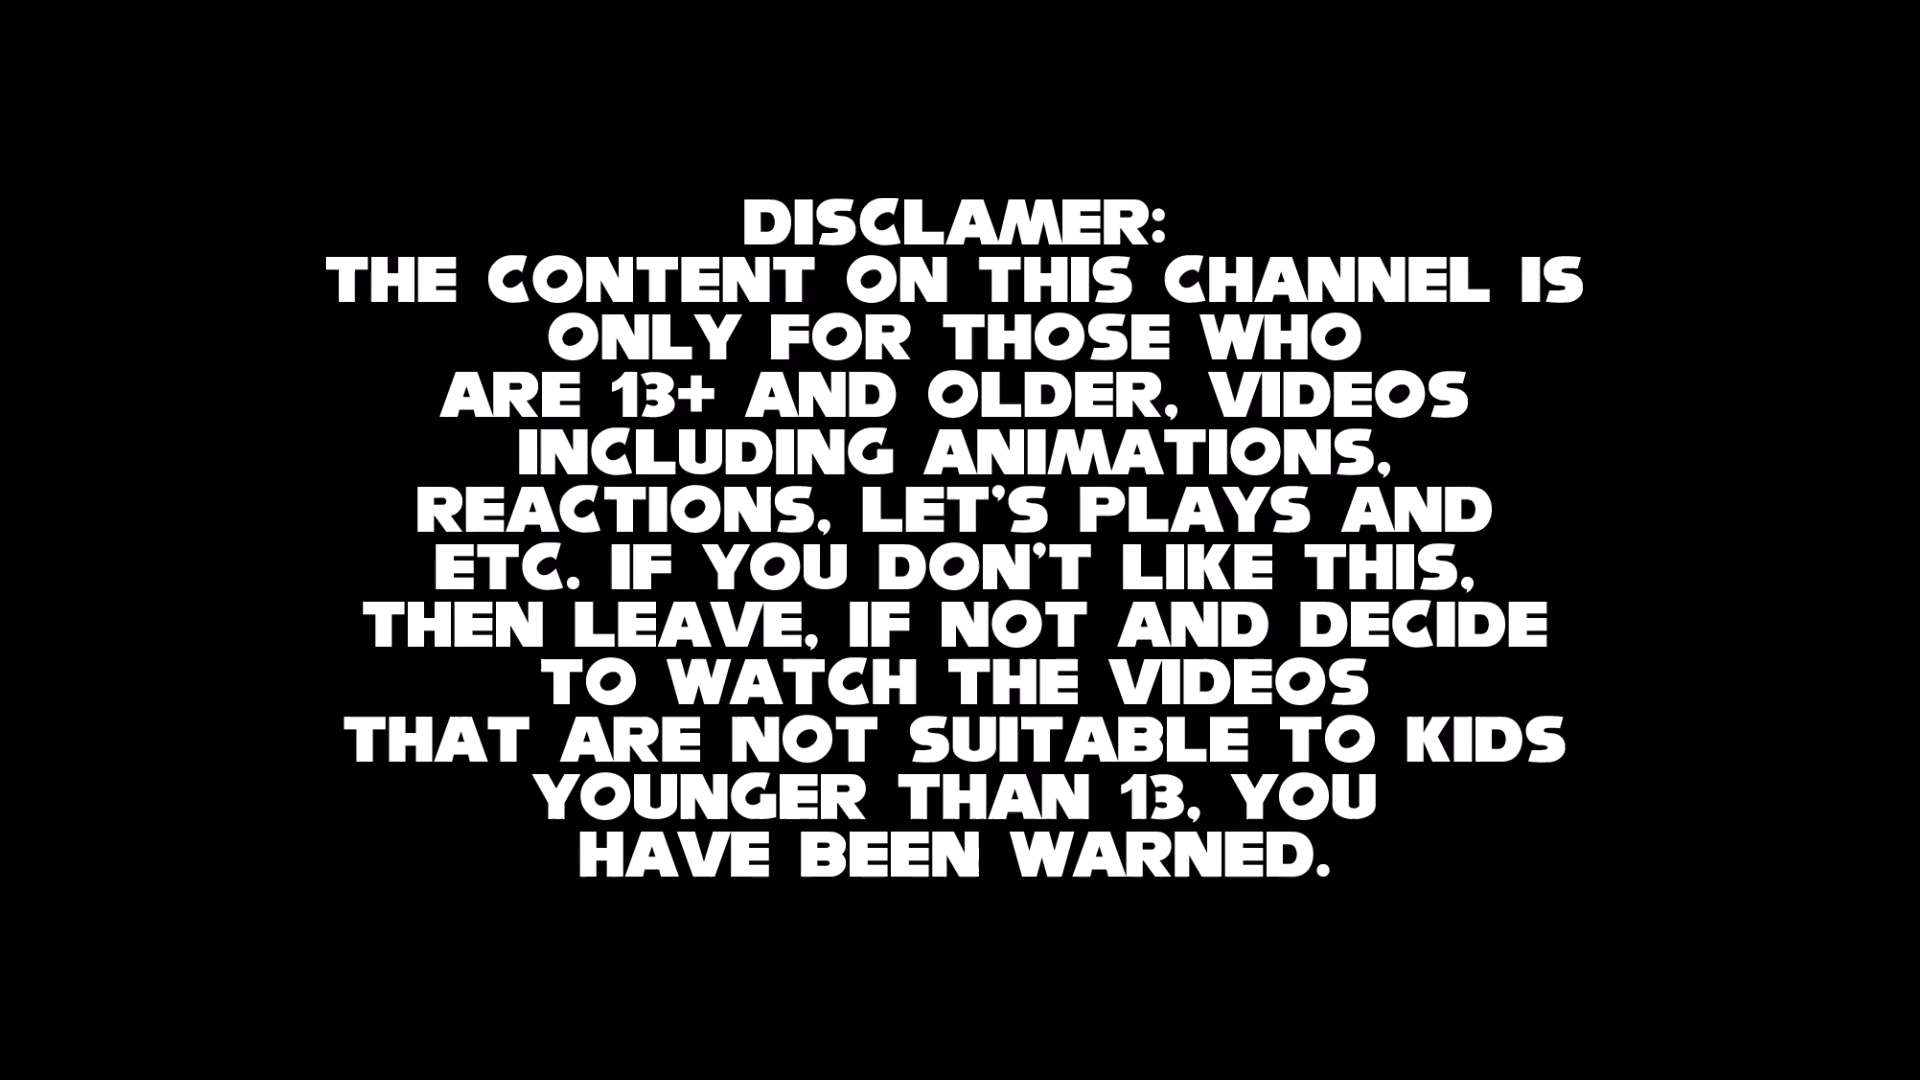 DISCLAMER:
THE CONTENT ON THIS CHANNEL IS
ONLY FOR THOSE WHO
ARE 13+ AND OLDER, VIDEOS
INCLUDING ANIMATIONS,
REACTIONS, LET'S PLAYS AND
ETC. IF YOU DON'T LIKE THIS,
THEN LEAVE, IF NOT AND DECIDE
TO WATCH THE VIDEOS
THAT ARE NOT SUITABLE TO KIDS
YOUNGER THAN 13, YOU
HAVE BEEN WARNED.